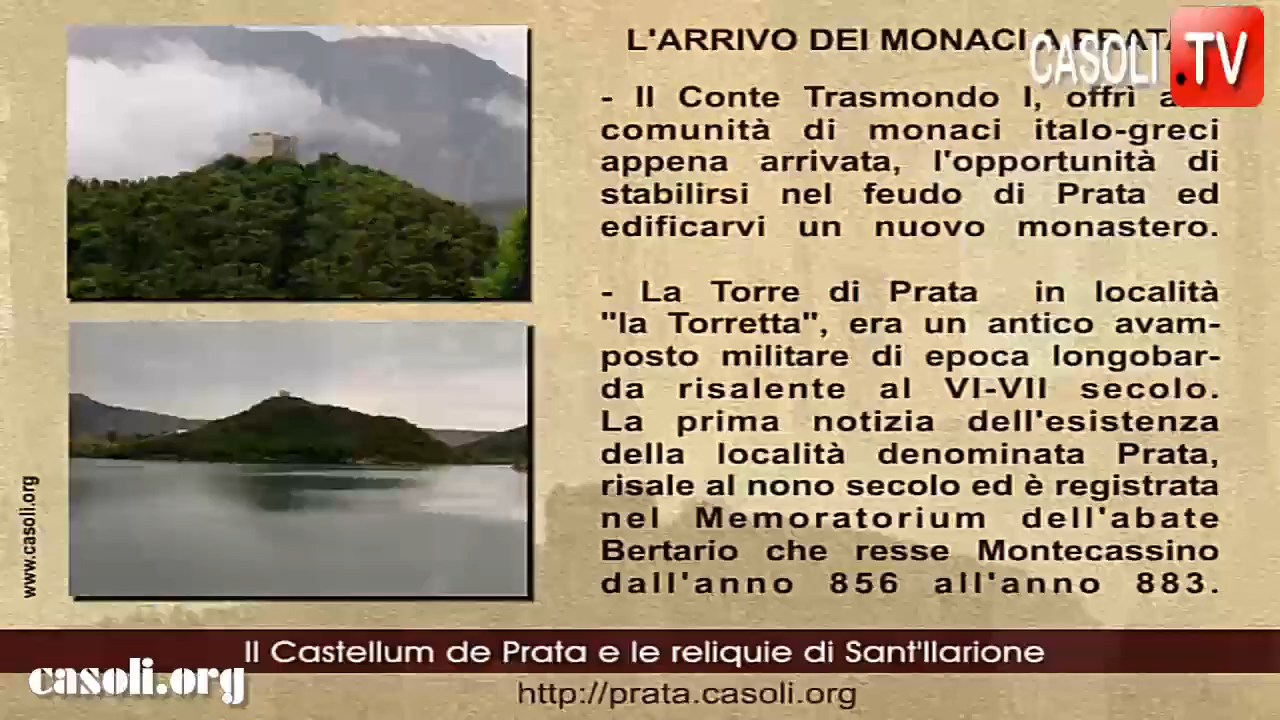 L'ARRIVO DEI MONACI A PRATA
CASOLI.TV
- Il Conte Trasmondo I, offrì a
comunità di monaci italo-greci
appena arrivata, l'opportunità di
stabilirsi nel feudo di Prata ed
edificarvi un nuovo monastero.
- La Torre di Prata in località
"la Torretta", era un antico avam-
posto militare di epoca longobar-
da risalente al VI-VII secolo.
La prima notizia dell'esistenza
della località denominata Prata,
risale al nono secolo ed è registrata
nel Memoratorium dell'abate
Bertario che resse Montecassino
dall'anno 856 all'anno 883.
www.casoli.org
Il Castellum de Prata e le reliquie di Sant'Ilarione
casoli.org
http://prata.casoli.org